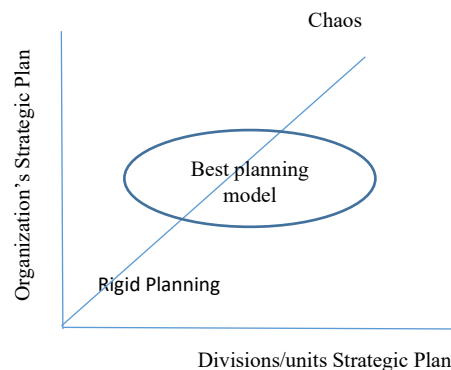 Chaos
Organization’s Strategic Plan
Best planning
model
Rigid Planning
Divisions/units Strategic Plan